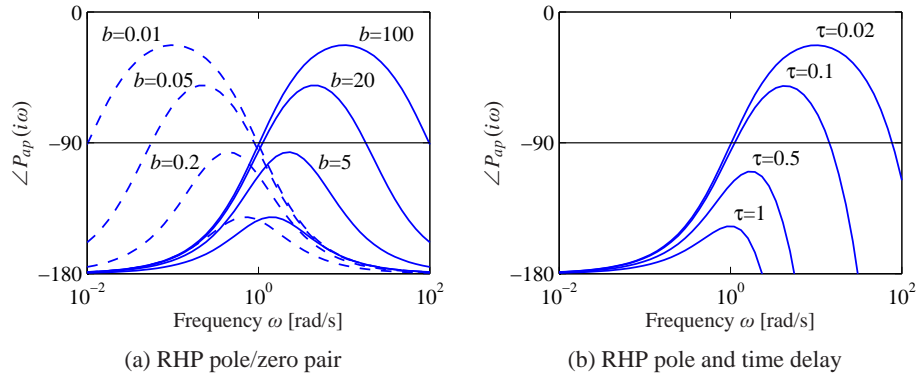 0
b=0.01
b=100
b=0.05
b=20
∠P_ap(iω)
−90
b=0.2
b=5
−180
10^−2
10^0
10^2
Frequency ω [rad/s]
(a) RHP pole/zero pair
0
τ=0.02
τ=0.1
∠P_ap(iω)
−90
τ=0.5
τ=1
−180
10^−2
10^0
10^2
Frequency ω [rad/s]
(b) RHP pole and time delay